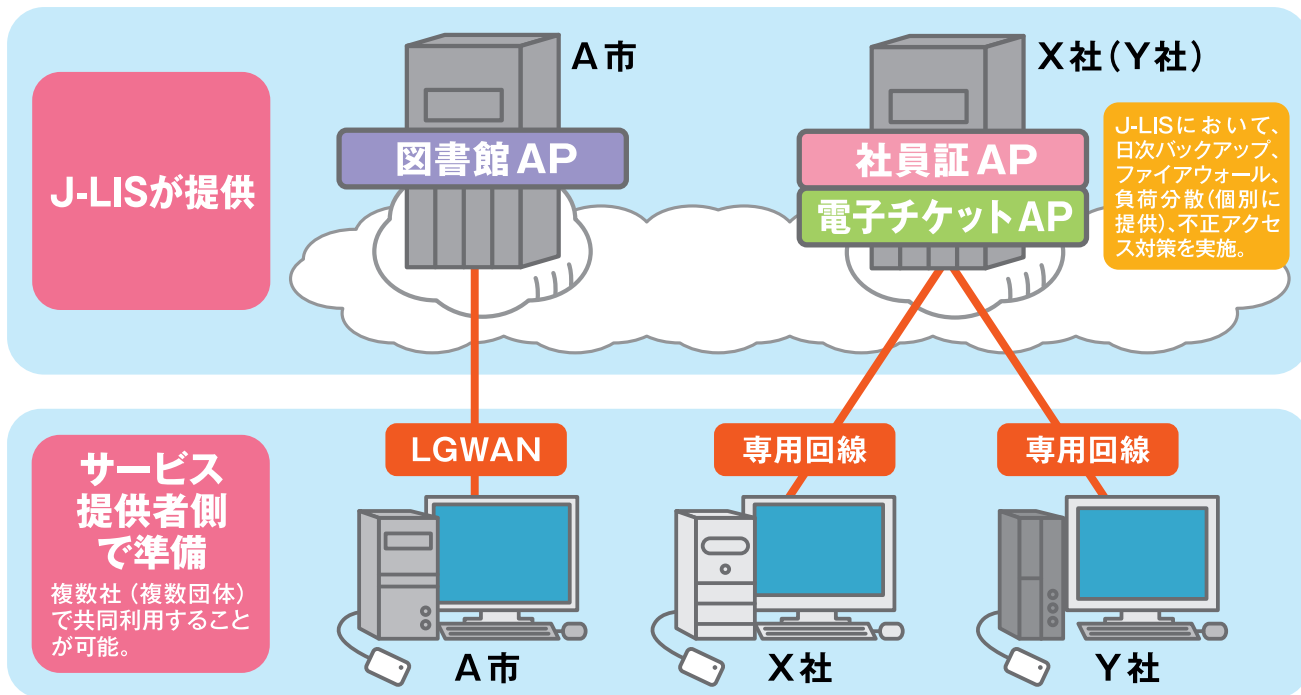 J-LISが提供
A市
図書館AP
X社(Y社)
社員証AP
電子チケットAP
J-LISにおいて、
日次バックアップ、
ファイアウォール、
負荷分散(個別に
提供)、不正アクセ
ス対策を実施。
サービス
提供者側
で準備
複数社(複数団体)
で共同利用すること
が可能。
LGWAN
専用回線
専用回線
A市
X社
Y社